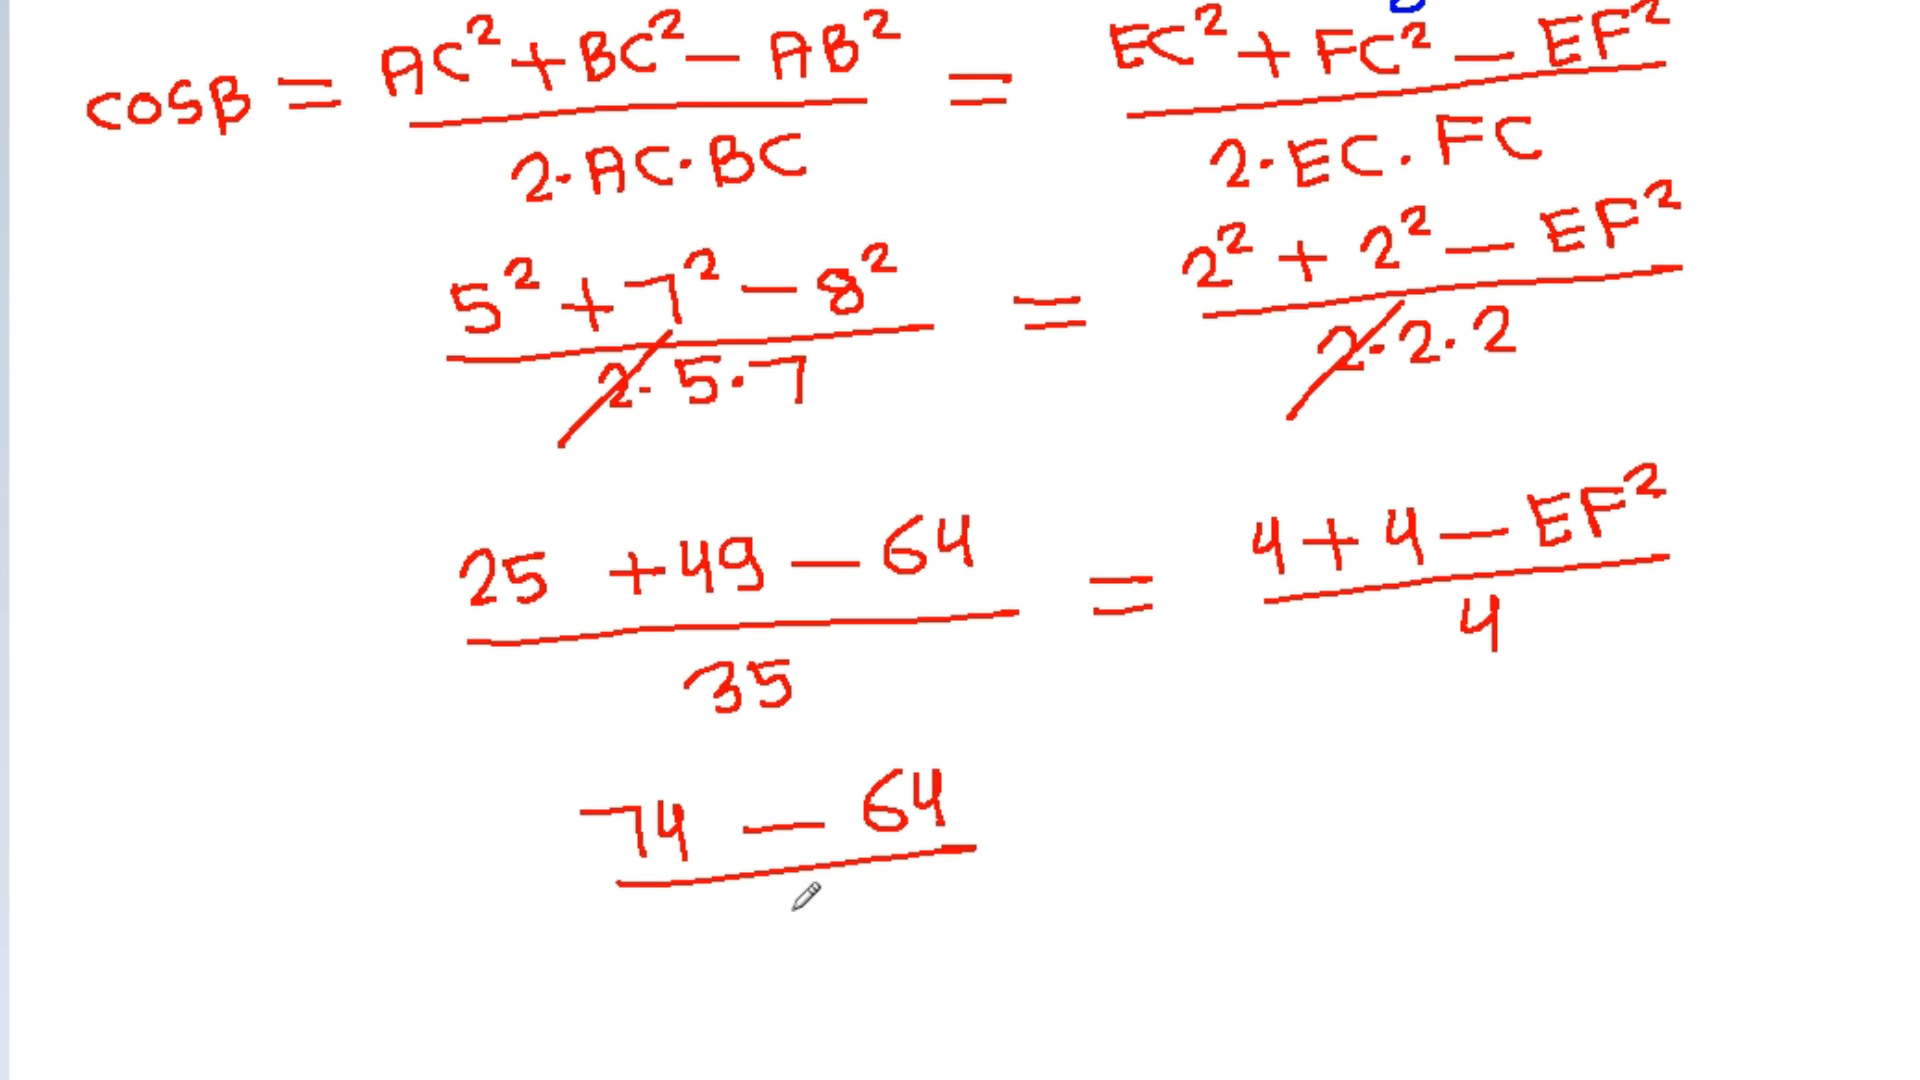 cosβ = (AC² + BC² − AB²) / (2·AC·BC) = (EC² + FC² − EF²) / (2·EC·FC)
(5² + 7² − 8²) / (2·5·7) = (2² + 2² − EF²) / (2·2·2)
(25 + 49 − 64) / 35 = (4 + 4 − EF²) / 4
74 − 64